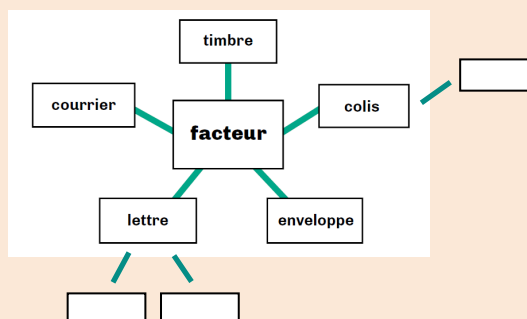 timbre
courrier
colis
facteur
lettre
enveloppe